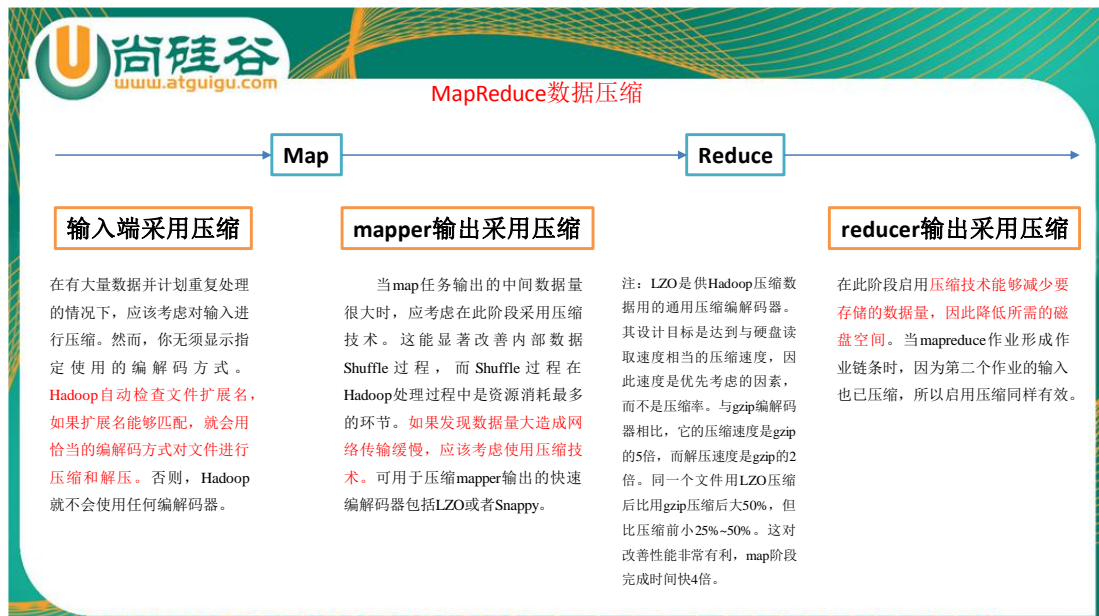 尚硅谷
www.atguigu.com
MapReduce数据压缩
Map
Reduce
输入端采用压缩
在有大量数据并计划重复处理
的情况下，应该考虑对输入进
行压缩。然而，你无须显示指
定使用的编解码方式。
Hadoop自动检查文件扩展名，
如果扩展名能够匹配，就会用
恰当的编解码方式对文件进行
压缩和解压。否则，Hadoop
就不会使用任何编解码器。
mapper输出采用压缩
当map任务输出的中间数据量
很大时，应考虑在此阶段采用压缩
技术。这能显著改善内部数据
Shuffle过程，而Shuffle过程在
Hadoop处理过程中是资源消耗最多
的环节。如果发现数据量大造成网
络传输缓慢，应该考虑使用压缩技
术。可用于压缩mapper输出的快速
编解码器包括LZO或者Snappy。
注：LZO是供Hadoop压缩数
据用的通用压缩编解码器。
其设计目标是达到与硬盘读
取速度相当的压缩速度，因
此速度是优先考虑的因素，
而不是压缩率。与gzip编解码
器相比，它的压缩速度是gzip
的5倍，而解压速度是gzip的2
倍。同一个文件用LZO压缩
后比用gzip压缩后大50%，但
比压缩前小25%~50%。这对
改善性能非常有利，map阶段
完成时间快4倍。
reducer输出采用压缩
在此阶段启用压缩技术能够减少要
存储的数据量，因此降低所需的磁
盘空间。当mapreduce作业形成作
业链条时，因为第二个作业的输入
也已压缩，所以启用压缩同样有效。